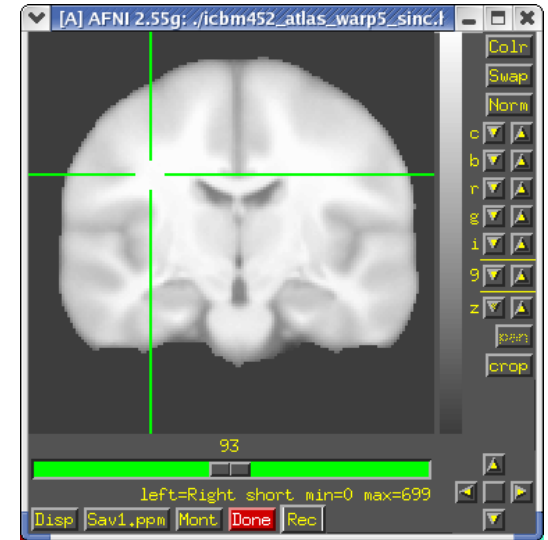 [A] AFNI 2.55g: ./icbm452_atlas_warp5_sinc.
Colr
Swap
Norm
c
b
r
g
i
9
z
pan
crop
93
left=Right short min=0 max=699
Disp Sav1.ppm Mont Done Rec